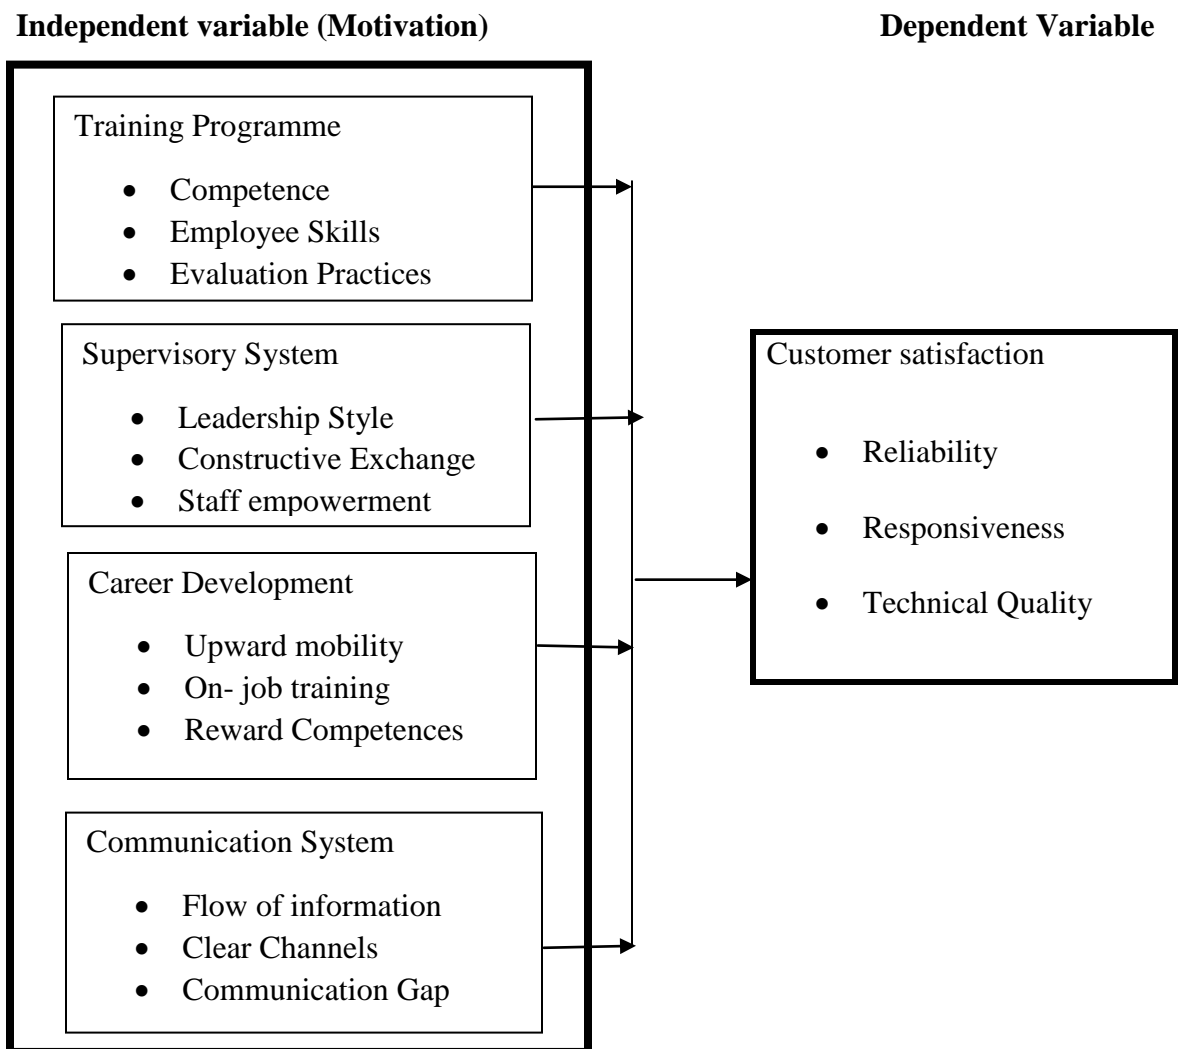 Independent variable (Motivation)
Dependent Variable
Training Programme
• Competence
• Employee Skills
• Evaluation Practices
Supervisory System
• Leadership Style
• Constructive Exchange
• Staff empowerment
Career Development
• Upward mobility
• On- job training
• Reward Competences
Communication System
• Flow of information
• Clear Channels
• Communication Gap
Customer satisfaction
• Reliability
• Responsiveness
• Technical Quality